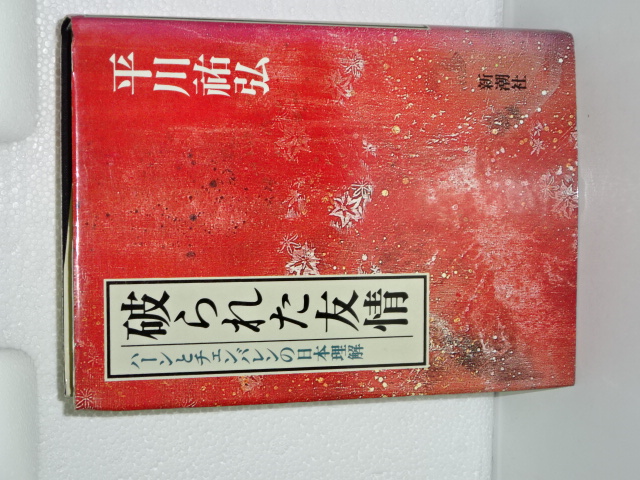 破られた友情
ハーンとチェンバレンの日本理解
平川祐弘
新潮社